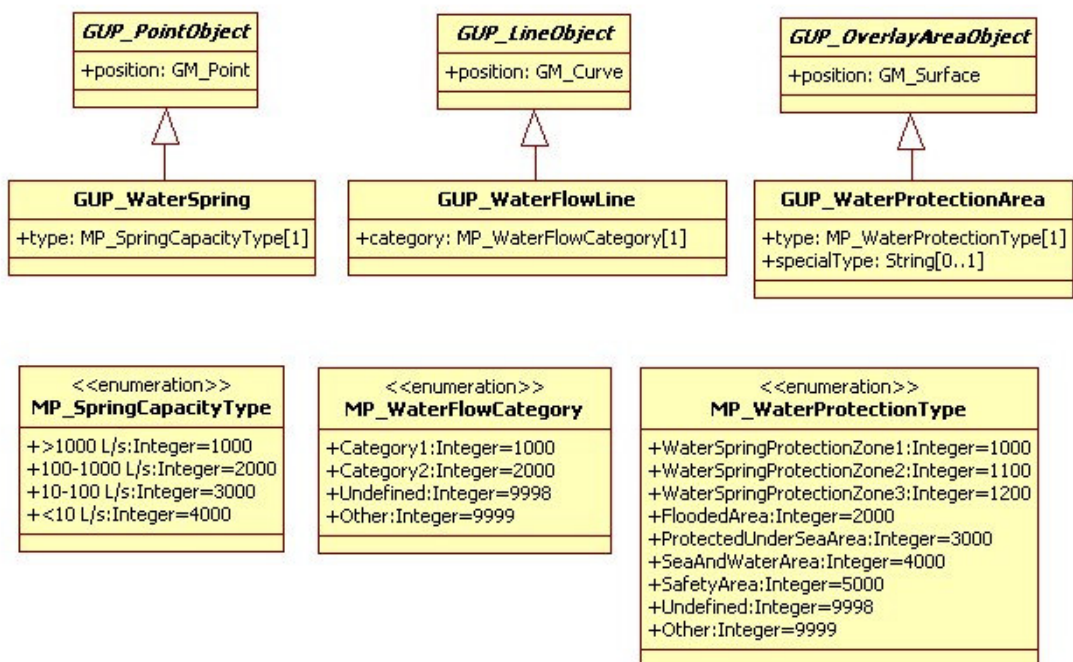 GUP_PointObject
+position: GM_Point
GUP_LineObject
+position: GM_Curve
GUP_OverlayAreaObject
+position: GM_Surface
GUP_WaterSpring
+type: MP_SpringCapacityType[1]
GUP_WaterFlowLine
+category: MP_WaterFlowCategory[1]
GUP_WaterProtectionArea
+type: MP_WaterProtectionType[1]
+specialType: String[0..1]
<<enumeration>>
MP_SpringCapacityType
+>1000 L/s:Integer=1000
+100-1000 L/s:Integer=2000
+10-100 L/s:Integer=3000
+<10 L/s:Integer=4000
<<enumeration>>
MP_WaterFlowCategory
+Category1:Integer=1000
+Category2:Integer=2000
+Undefined:Integer=9998
+Other:Integer=9999
<<enumeration>>
MP_WaterProtectionType
+WaterSpringProtectionZone1:Integer=1000
+WaterSpringProtectionZone2:Integer=1100
+WaterSpringProtectionZone3:Integer=1200
+FloodedArea:Integer=2000
+ProtectedUnderSeaArea:Integer=3000
+SeaAndWaterArea:Integer=4000
+SafetyArea:Integer=5000
+Undefined:Integer=9998
+Other:Integer=9999